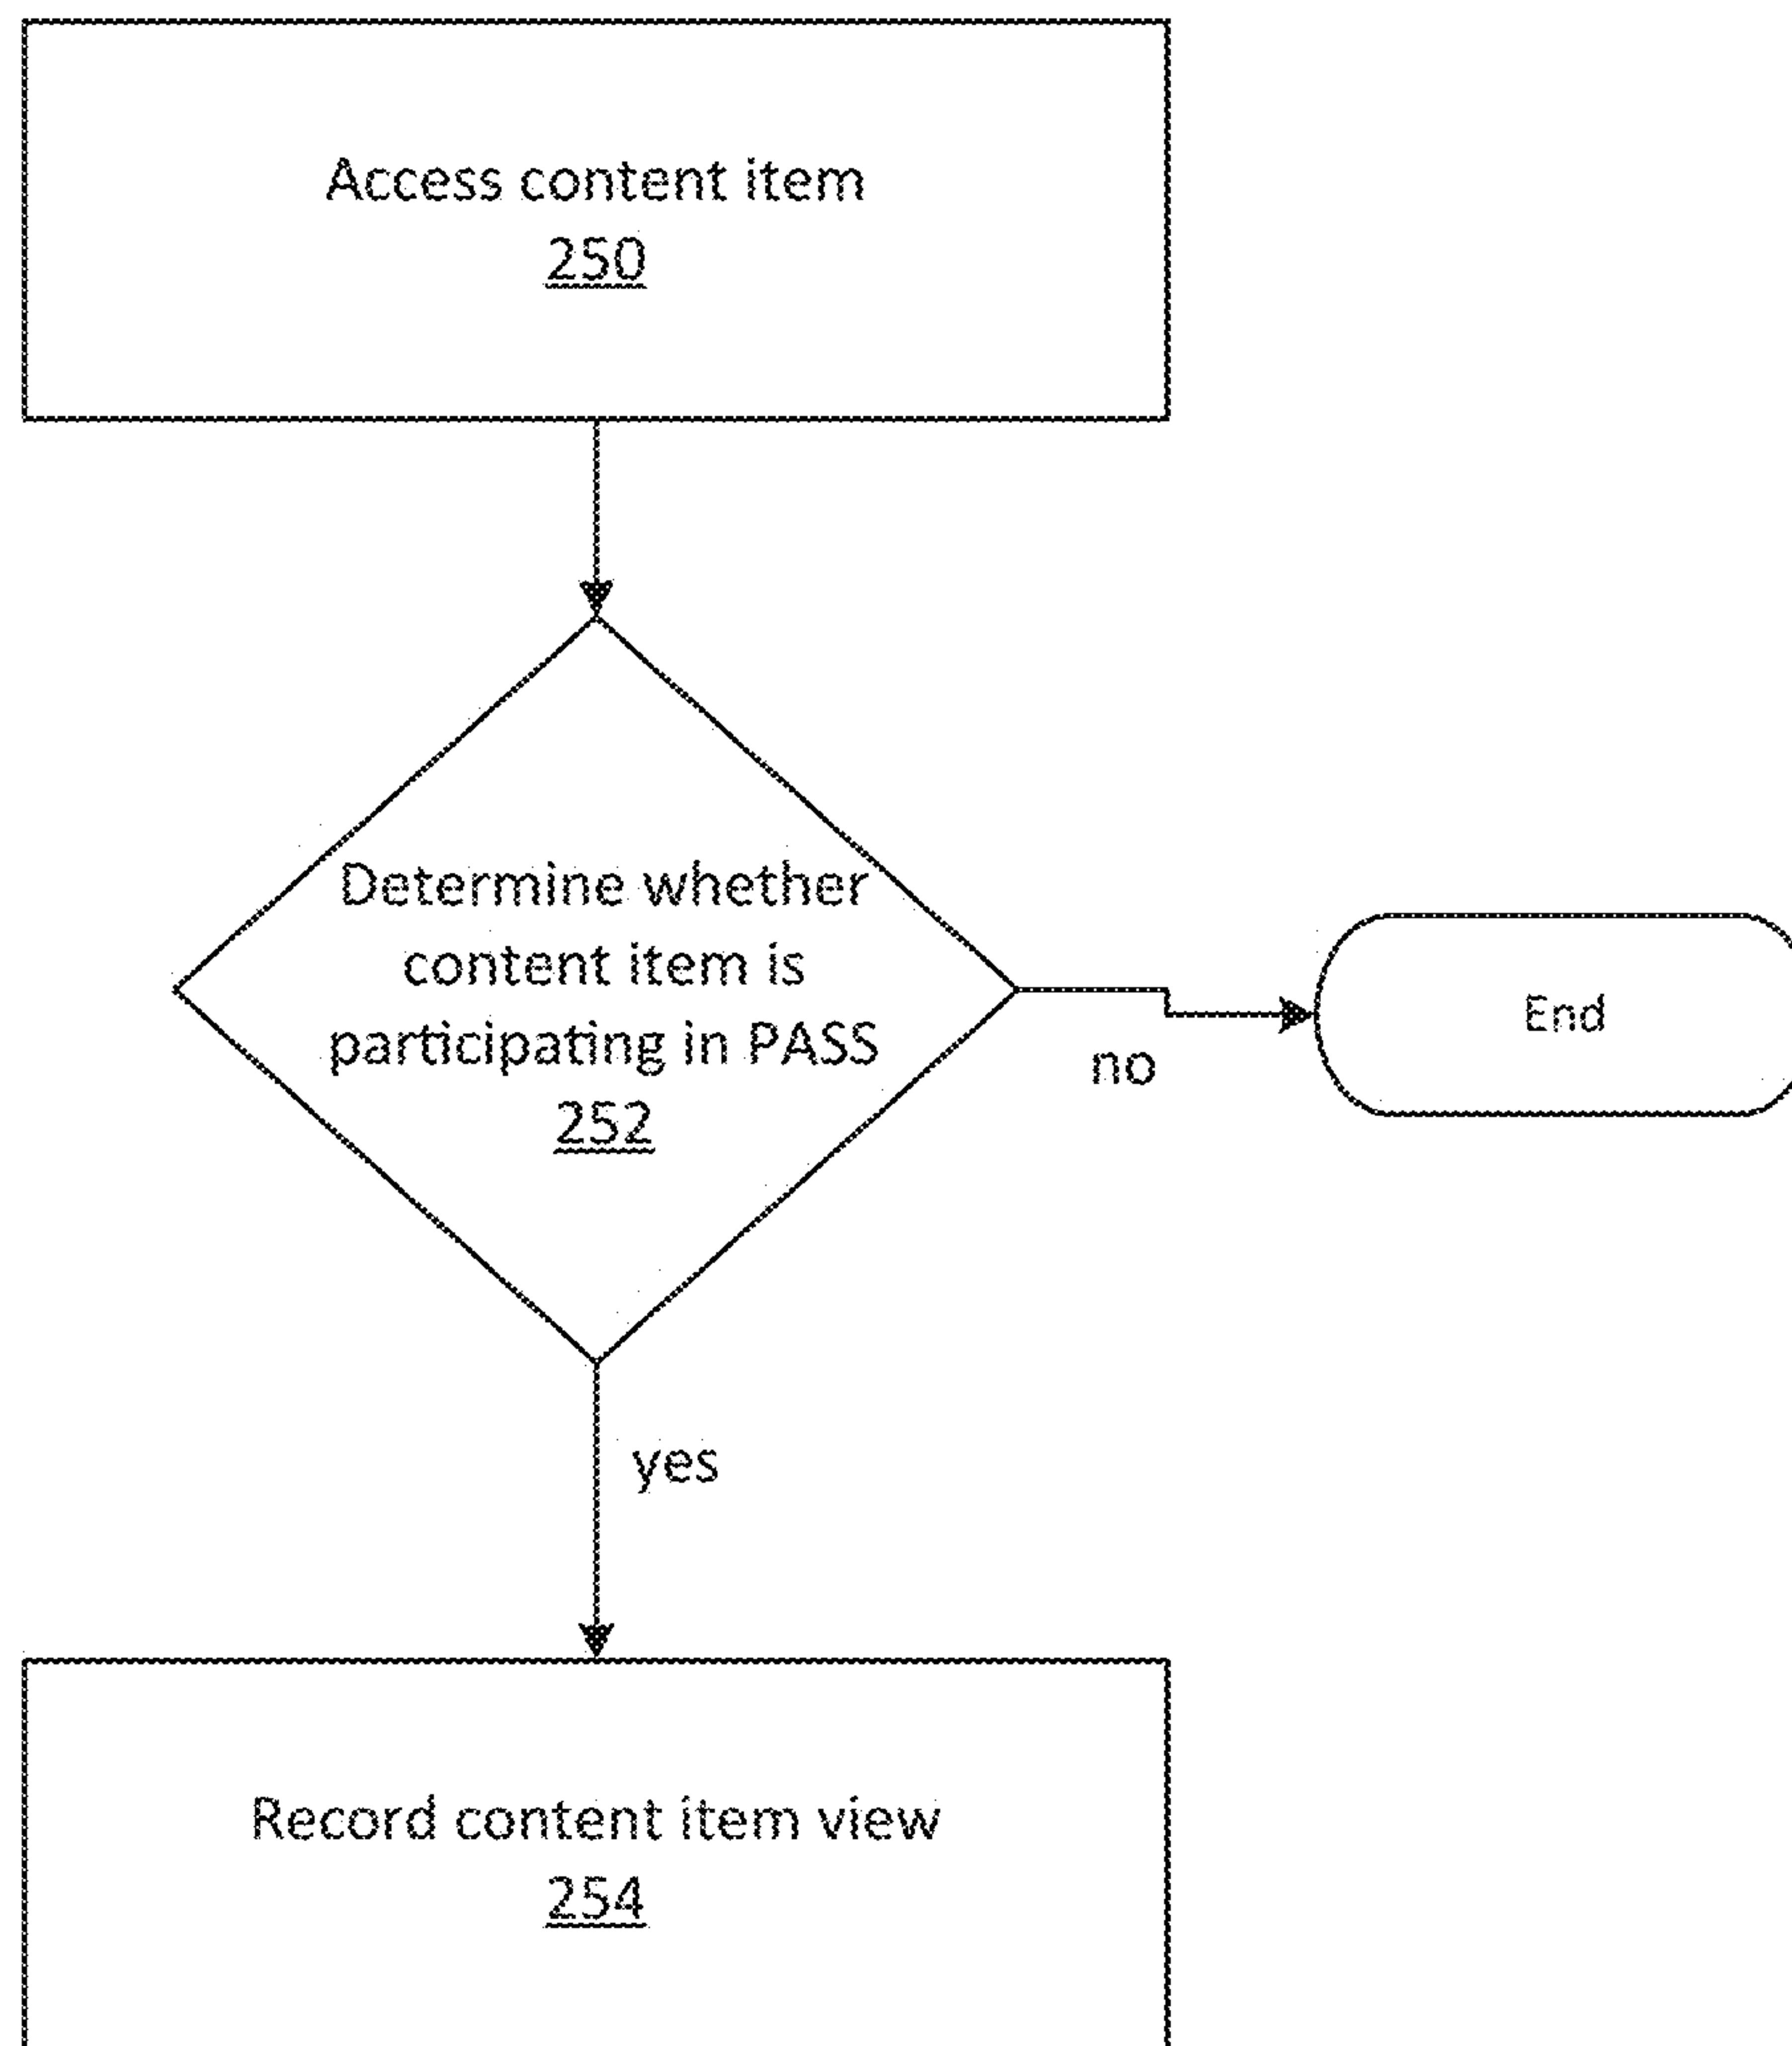 Access content item
250
Determine whether
content item is
participating in PASS
252
no
End
yes
Record content item view
254